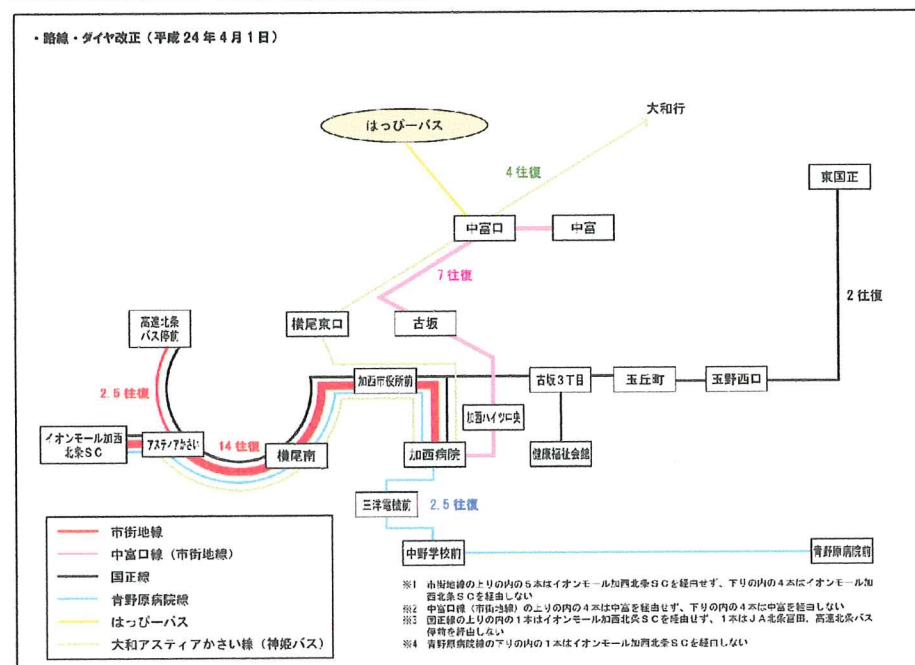 ・路線・ダイヤ改正（平成24年4月1日）
はっぴーバス
大和行
4往復
東国正
中富口
中富
7往復
2往復
高速北条
バス停前
横尾東口
古坂
加西市役所前
古坂3丁目
玉丘町
玉野西口
2.5往復
加西ハイツ口央
イオンモール加西
北条SC
アスティアかさい
14往復
横尾南
加西病院
健康福祉会館
三洋電機前
2.5往復
中野学校前
青野原病院前
市街地線
中富口線（市街地線）
国正線
青野原病院線
はっぴーバス
大和アスティアかさい線（神姫バス）
※1 市街地線の上りの内の5本はイオンモール加西北条SCを経由せず、下りの内の4本はイオンモール加
西北条SCを経由しない
※2 中富口線（市街地線）の上りの内の4本は中富を経由せず、下りの内の4本は中富を経由しない
※3 国正線の上りの内の1本はイオンモール加西北条SCを経由せず、1本はJA北条富田、高速北条バス
停前を経由しない
※4 青野原病院線の下りの内の1本はイオンモール加西北条SCを経由しない